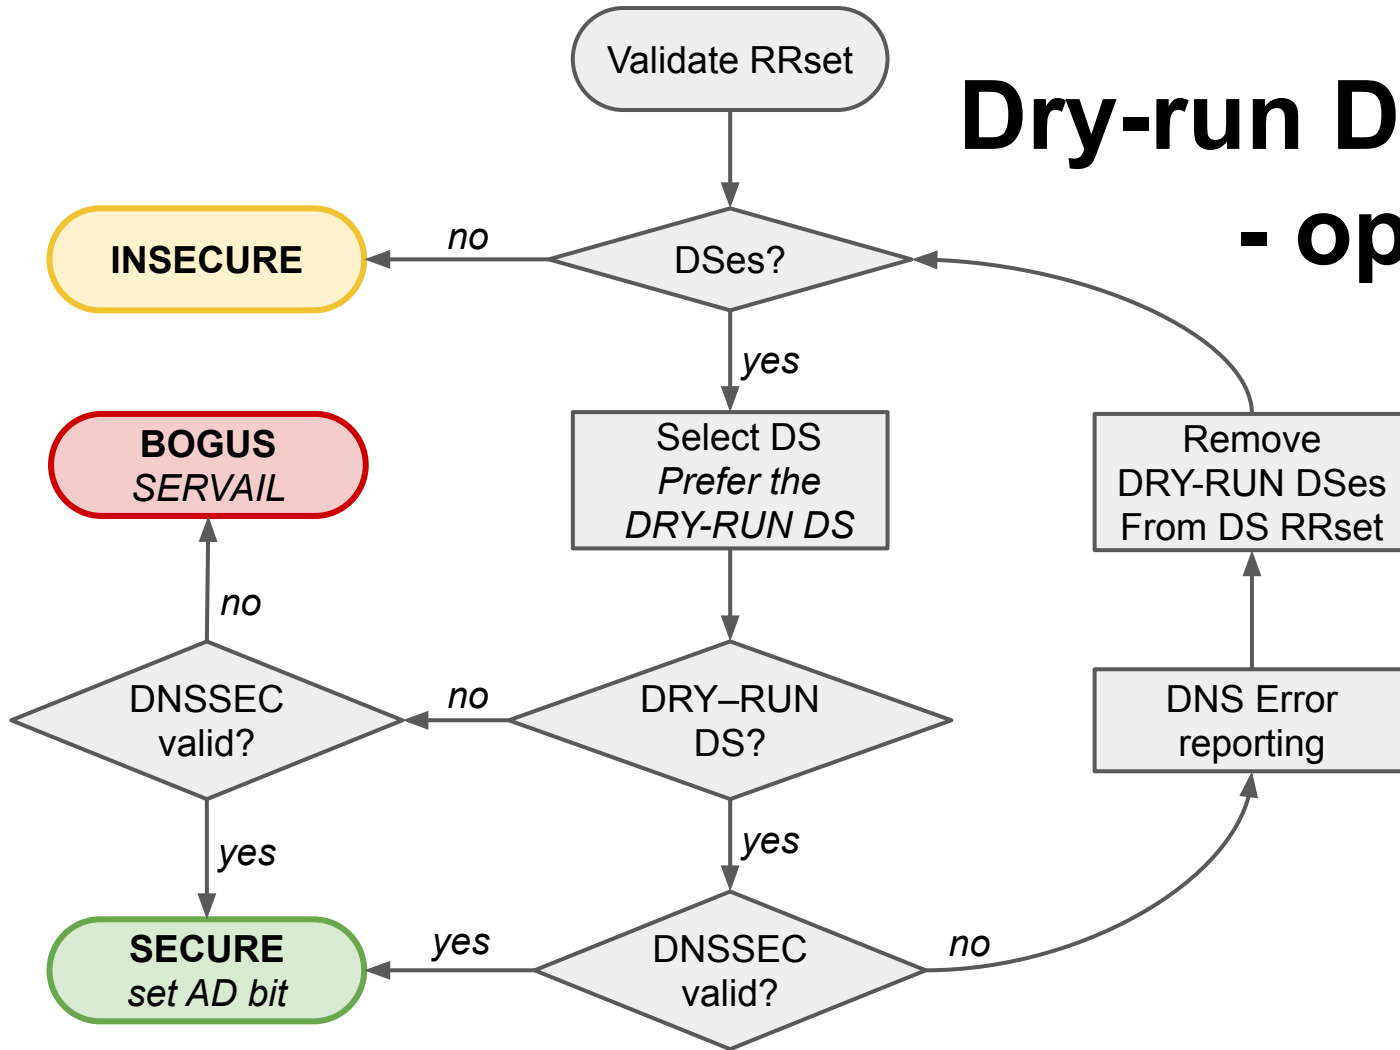 Validate RRset
Dry-run D
- op
INSECURE
no
DSes?
yes
BOGUS
SERVAIL
Select DS
Prefer the
DRY-RUN DS
Remove
DRY-RUN DSes
From DS RRset
no
DNSSEC
valid?
no
DRY–RUN
DS?
DNS Error
reporting
yes
yes
SECURE
set AD bit
yes
DNSSEC
valid?
no